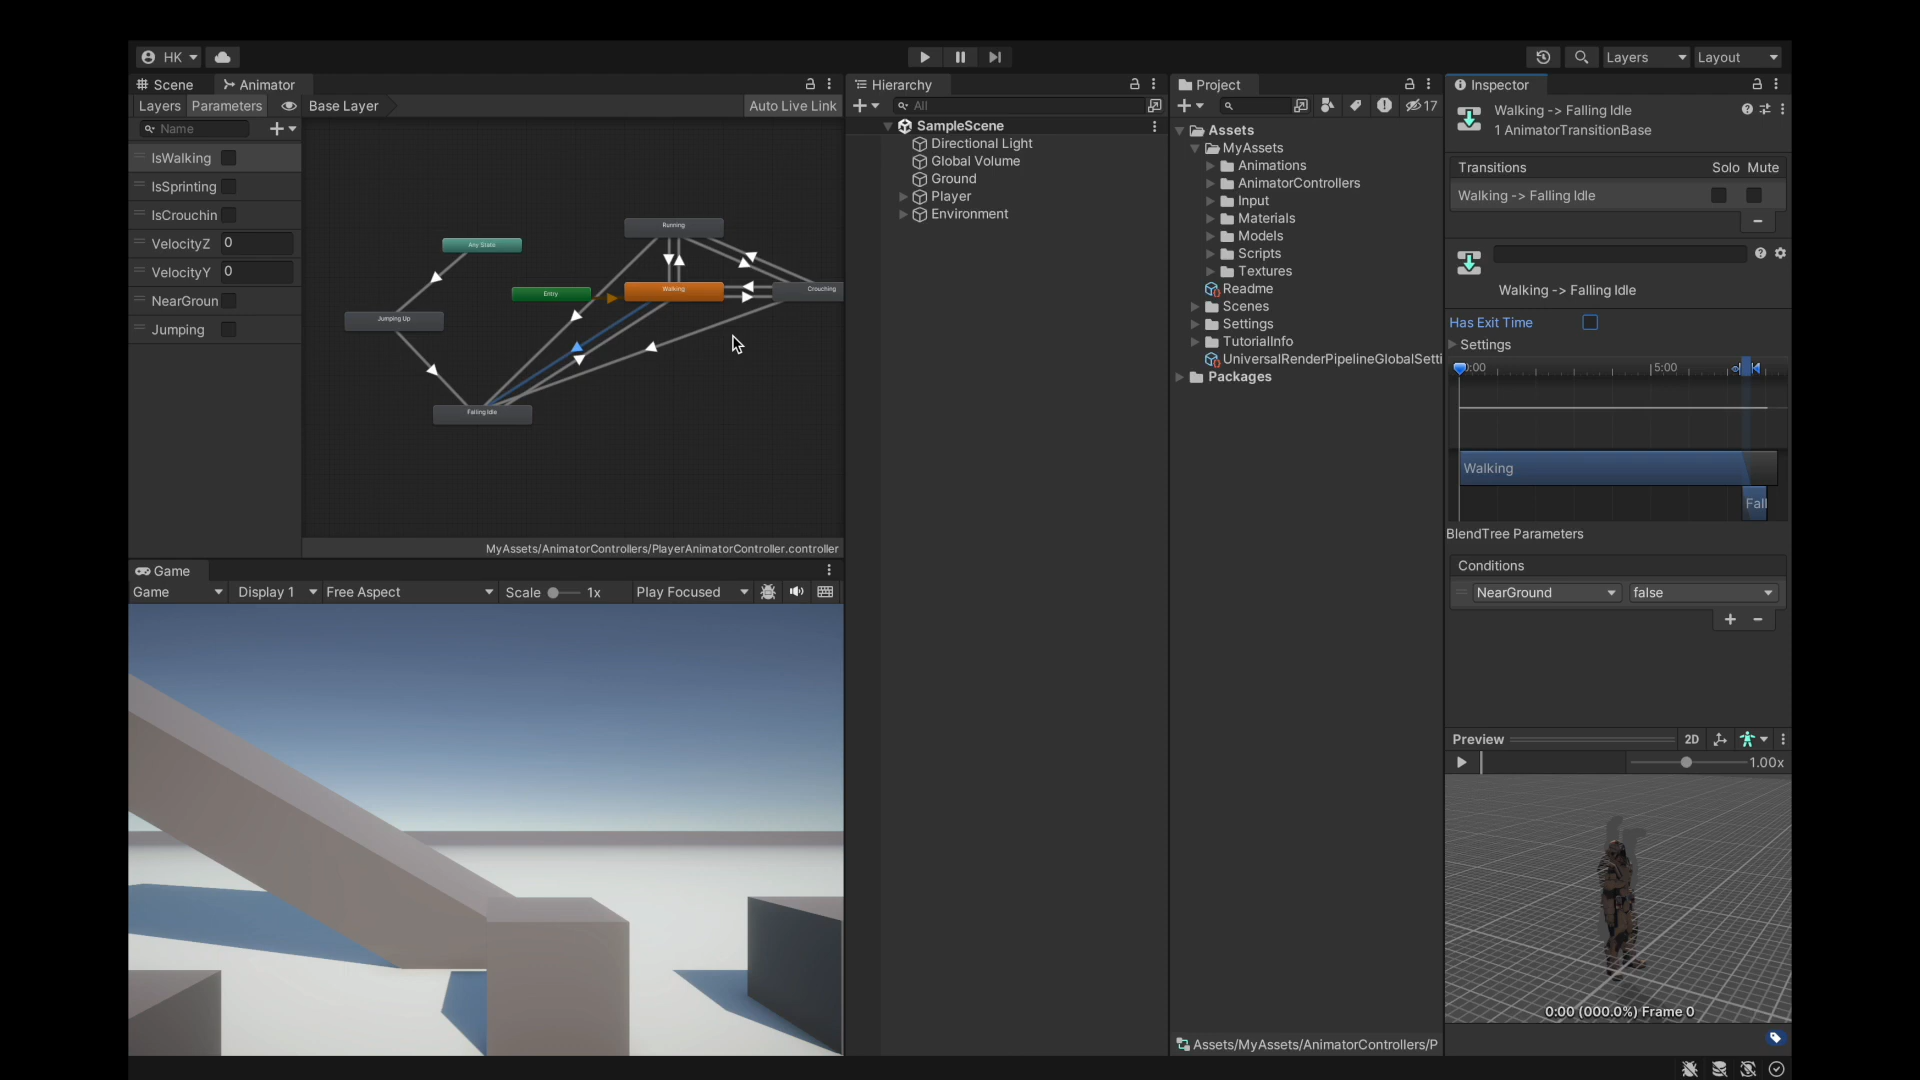 HK
Layers
Layout
Scene
Animator
Layers
Parameters
Base Layer
Auto Live Link
Name
IsWalking
IsSprinting
IsCrouchin
VelocityZ 0
VelocityY 0
NearGroun
Jumping
Any State
Running
Entry
Walking
Crouching
Jumping Up
Falling Idle
MyAssets/AnimatorControllers/PlayerAnimatorController.controller
Game
Game
Display 1
Free Aspect
Scale
1x
Play Focused
Hierarchy
All
SampleScene
Directional Light
Global Volume
Ground
Player
Environment
Project
17
Assets
MyAssets
Animations
AnimatorControllers
Input
Materials
Models
Scripts
Textures
Readme
Scenes
Settings
TutorialInfo
UniversalRenderPipelineGlobalSetti
Packages
Assets/MyAssets/AnimatorControllers/P
Inspector
Walking -> Falling Idle
1 AnimatorTransitionBase
Transitions Solo Mute
Walking -> Falling Idle
Walking -> Falling Idle
Has Exit Time
Settings
:00 5:00
Walking
Fall
BlendTree Parameters
Conditions
NearGround false
Preview
2D
1.00x
0:00 (000.0%) Frame 0